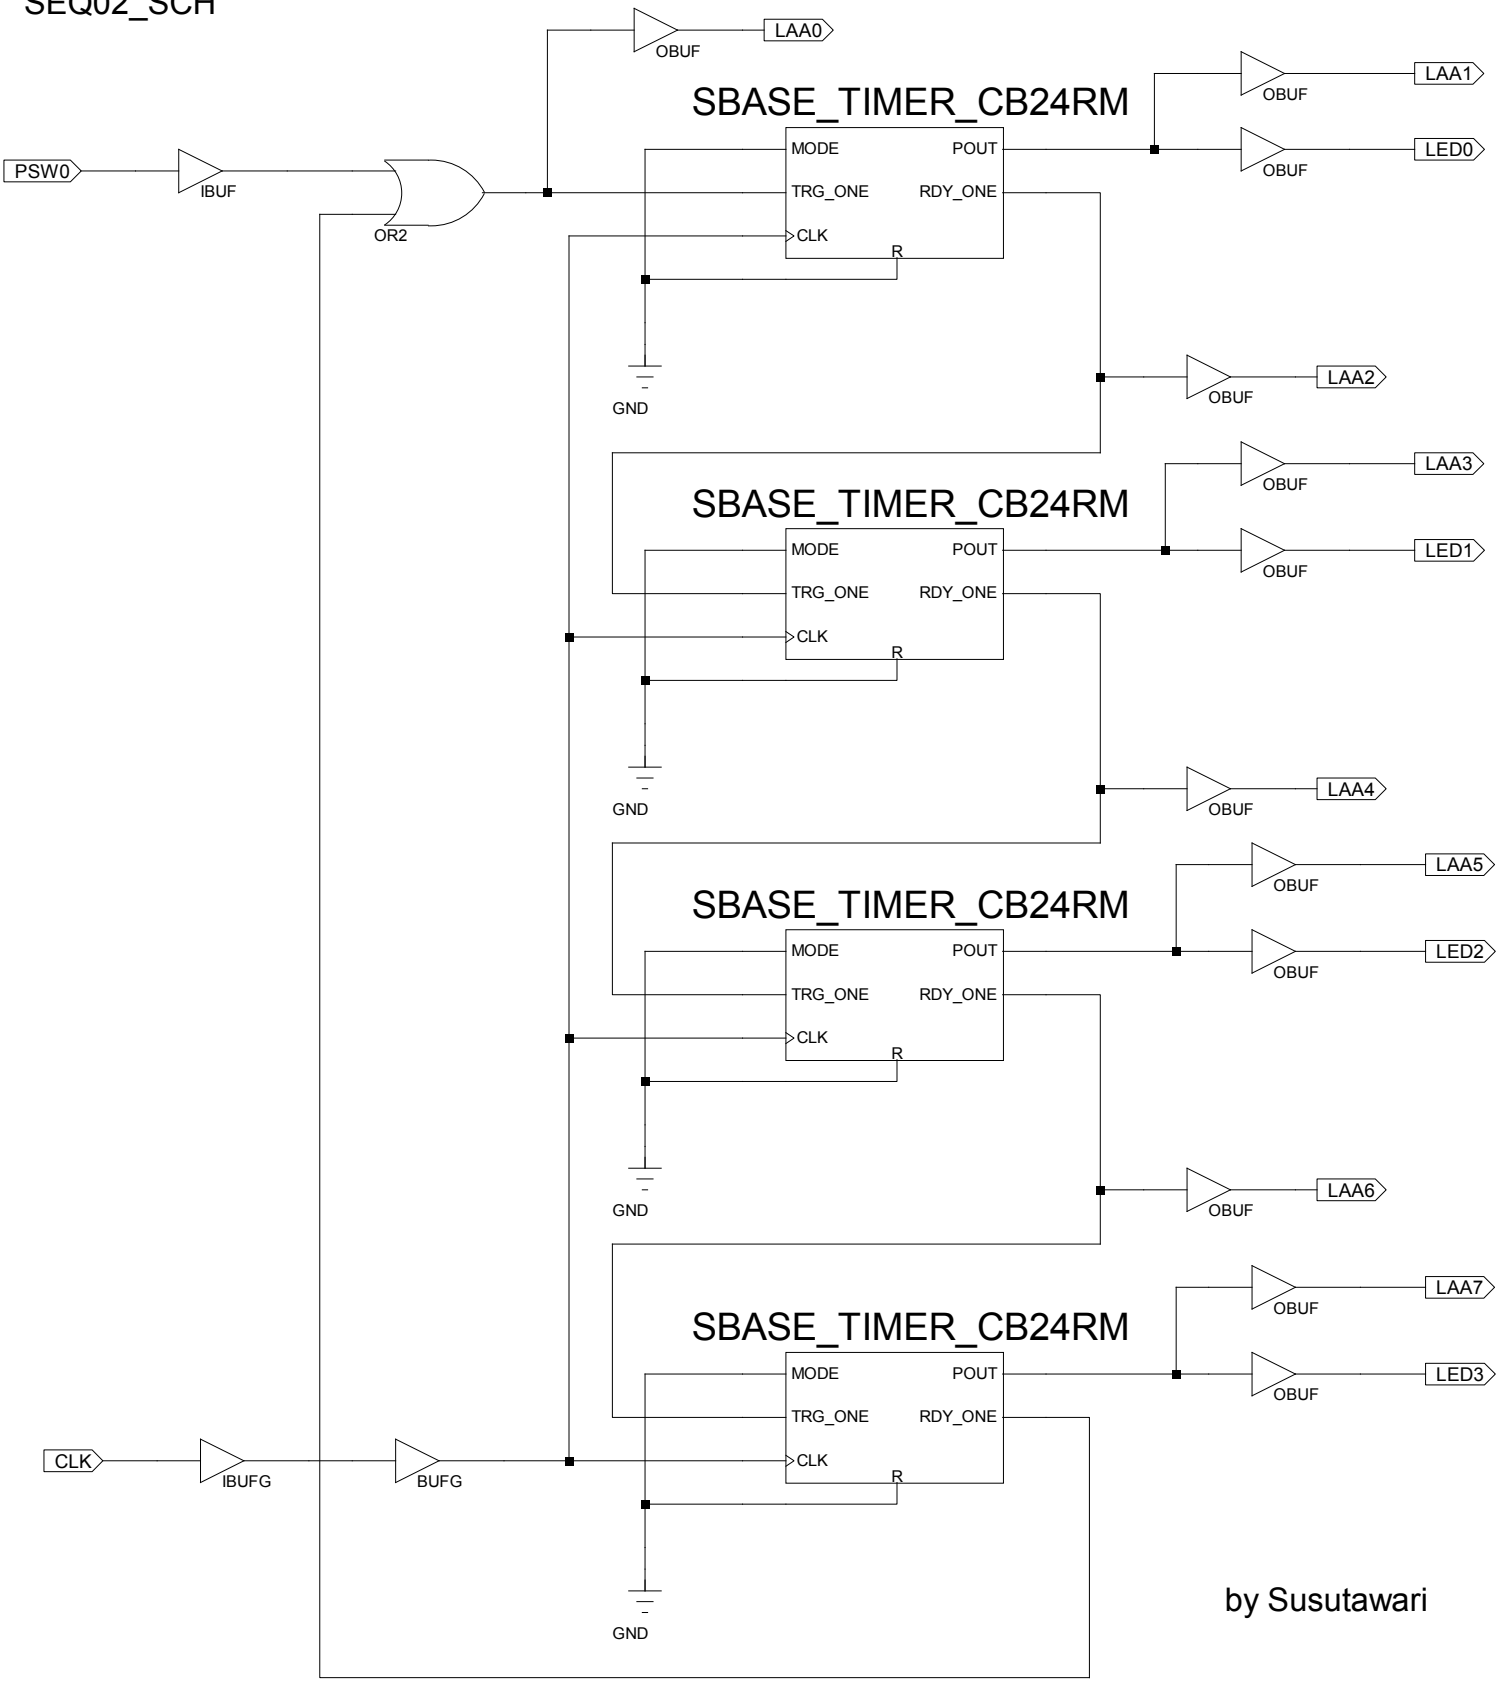 SEQ02_SCH
OBUF
LAA0
OBUF
LAA1
SBASE_TIMER_CB24RM
MODE
POUT
OBUF
LED0
PSW0
IBUF
OR2
TRG_ONE
RDY_ONE
CLK
R
GND
OBUF
LAA2
OBUF
LAA3
SBASE_TIMER_CB24RM
MODE
POUT
OBUF
LED1
TRG_ONE
RDY_ONE
CLK
R
GND
OBUF
LAA4
OBUF
LAA5
SBASE_TIMER_CB24RM
MODE
POUT
OBUF
LED2
TRG_ONE
RDY_ONE
CLK
R
GND
OBUF
LAA6
OBUF
LAA7
SBASE_TIMER_CB24RM
MODE
POUT
OBUF
LED3
TRG_ONE
RDY_ONE
CLK
IBUFG
BUFG
CLK
R
GND
by Susutawari